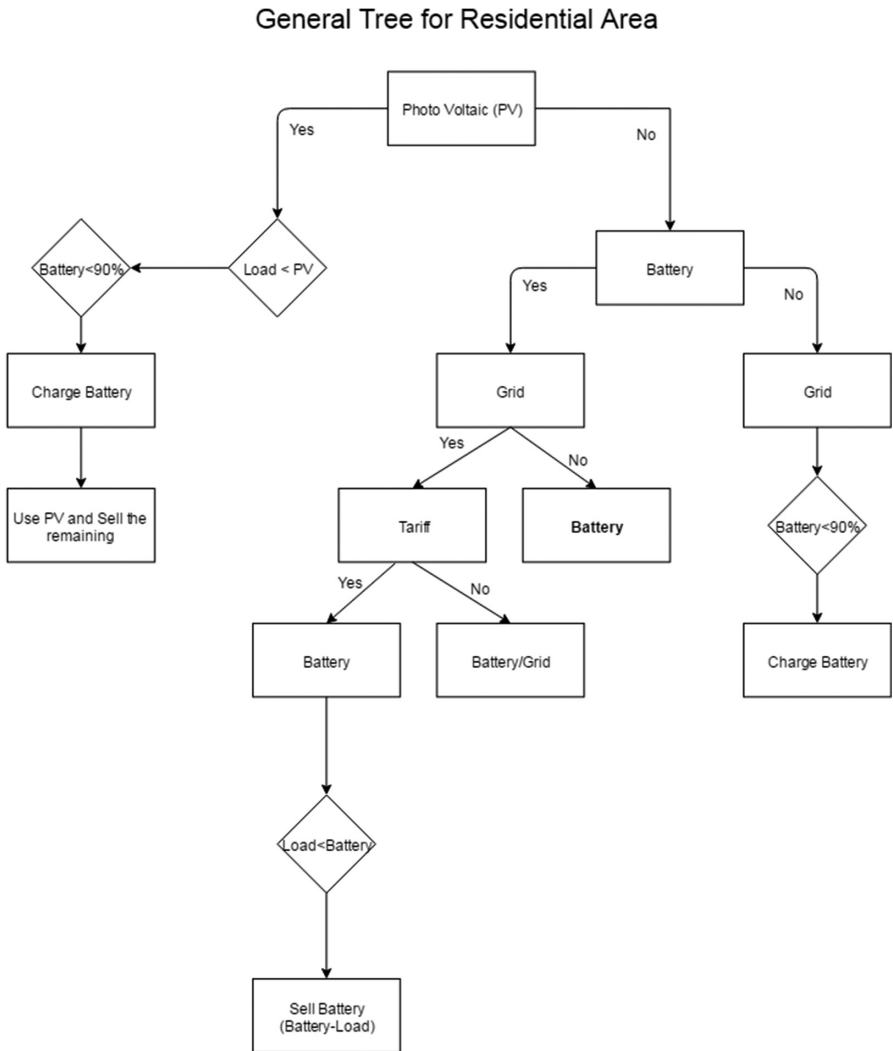 General Tree for Residential Area
Photo Voltaic (PV)
Yes
No
Battery<90%
Load < PV
Battery
Yes
No
Charge Battery
Grid
Grid
Yes
No
Use PV and Sell the
remaining
Tariff
Battery
Battery<90%
Yes
No
Battery
Battery/Grid
Charge Battery
Load<Battery
Sell Battery
(Battery-Load)